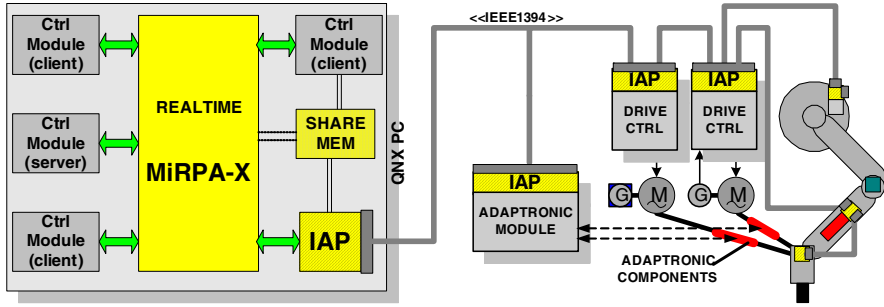 Ctrl
Module
(client)
Ctrl
Module
(server)
Ctrl
Module
(client)
REALTIME
MiRPA-X
Ctrl
Module
(client)
SHARE
MEM
IAP
QNX PC
<<IEEE1394>>
IAP
ADAPTRONIC
MODULE
IAP
DRIVE
CTRL
IAP
DRIVE
CTRL
G
M
G
M
ADAPTRONIC
COMPONENTS